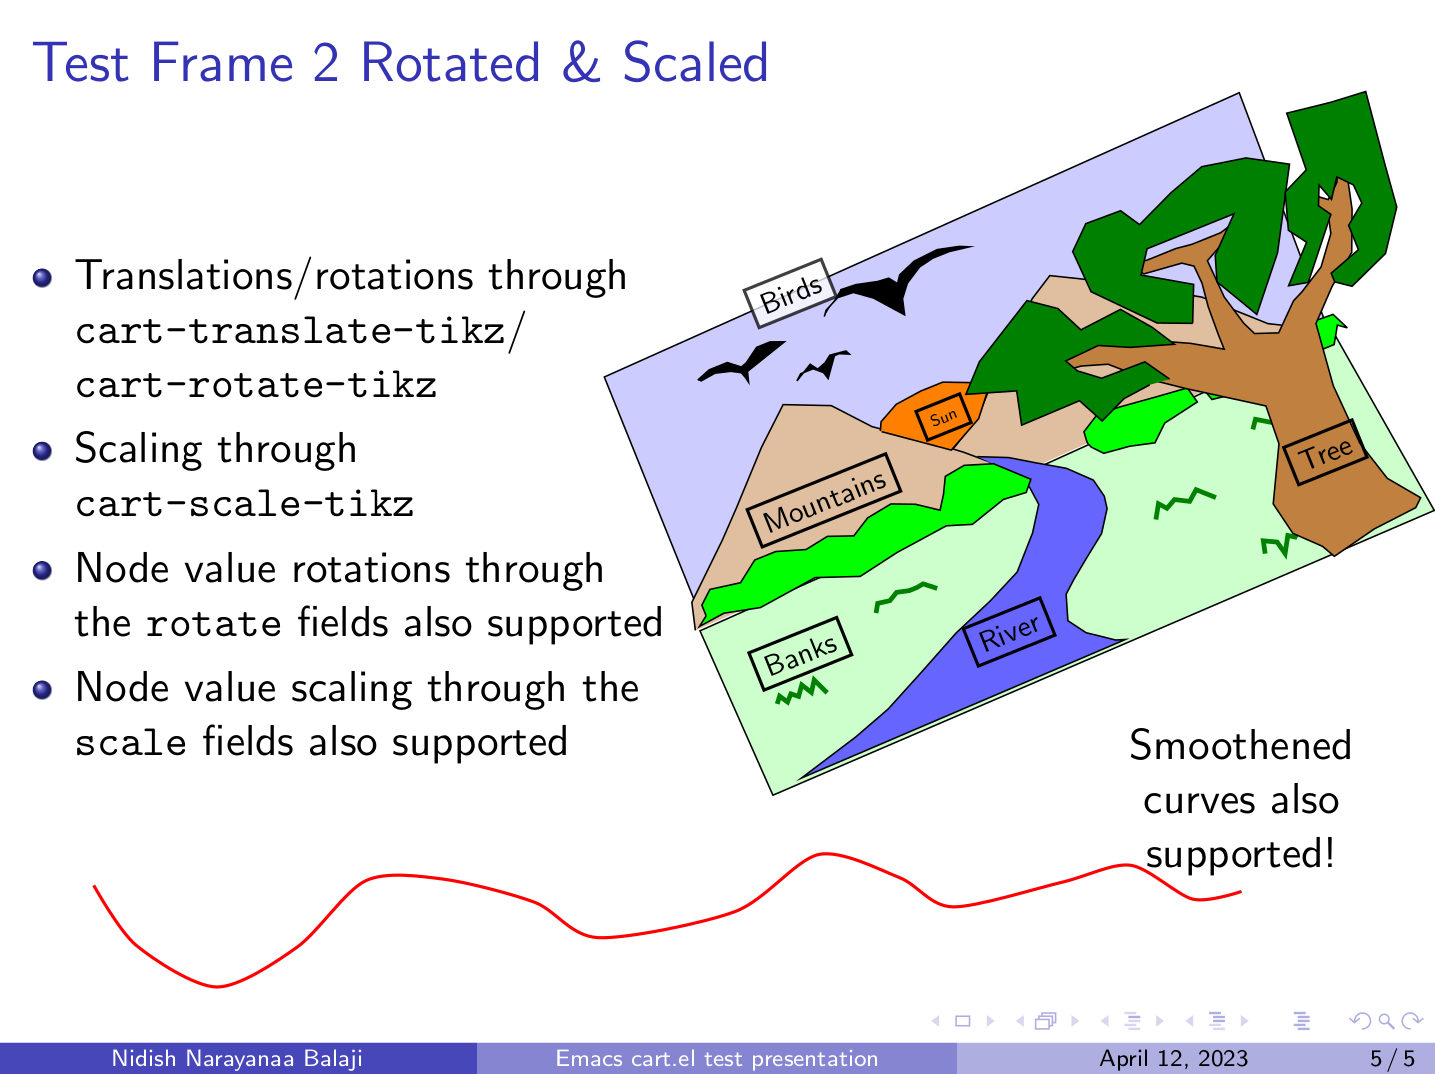 Test Frame 2 Rotated & Scaled
Translations/rotations through
cart-translate-tikz/
cart-rotate-tikz
Scaling through
cart-scale-tikz
Node value rotations through
the rotate fields also supported
Node value scaling through the
scale fields also supported
Birds
Sun
Mountains
Tree
Banks
River
Smoothened
curves also
supported!
Nidish Narayanaa Balaji
Emacs cart.el test presentation
April 12, 2023
5 / 5